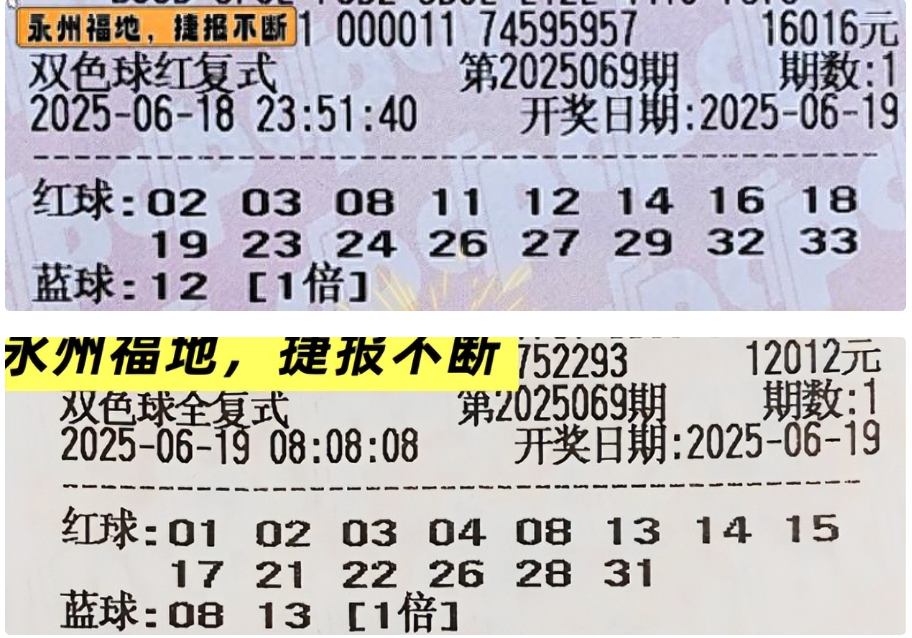 永州福地，捷报不断1 000011 74595957 16016元
双色球红复式 第2025069期 期数:1
2025-06-18 23:51:40 开奖日期:2025-06-19
红球:02 03 08 11 12 14 16 18
19 23 24 26 27 29 32 33
蓝球:12 [1倍]
永州福地，捷报不断752293 12012元
双色球全复式 第2025069期 期数:1
2025-06-19 08:08:08 开奖日期:2025-06-19
红球:01 02 03 04 08 13 14 15
17 21 22 26 28 31
蓝球:08 13 [1倍]